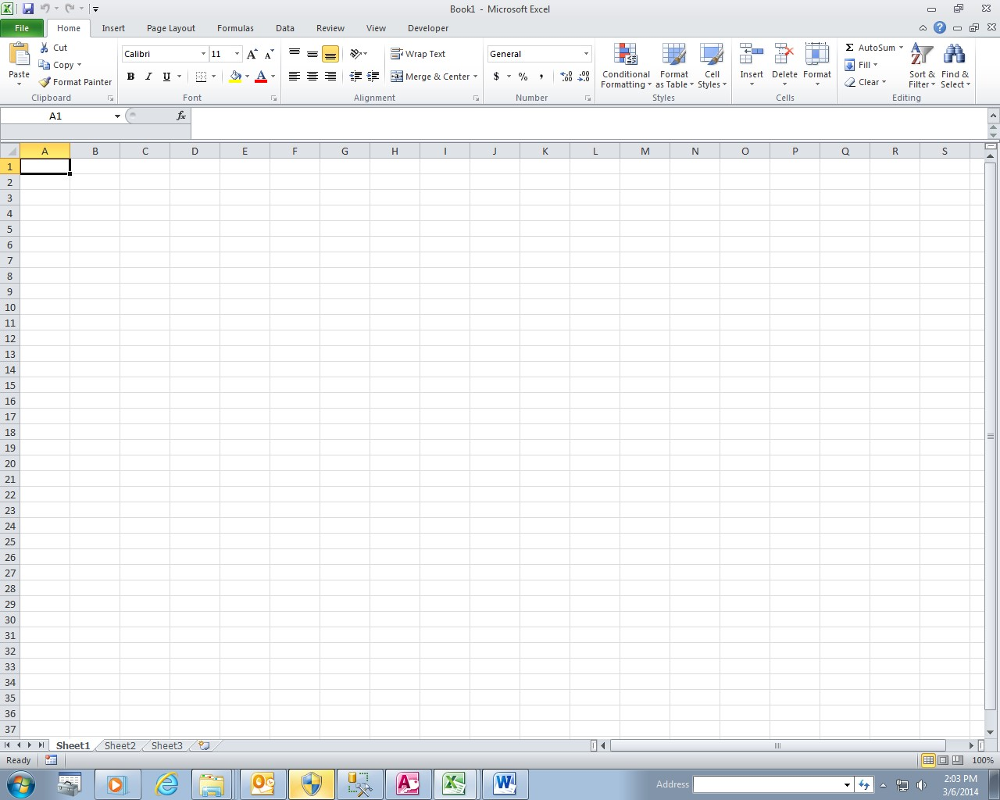 Book1 - Microsoft Excel
File Home Insert Page Layout Formulas Data Review View Developer
Paste Cut Copy Format Painter Clipboard
Calibri 11 A A B I U A Font
Wrap Text Merge & Center Alignment
General $ % , .00 .00 Number
Conditional Formatting Format as Table Cell Styles Styles
Insert Delete Format Cells
Σ AutoSum Fill Clear Sort & Filter Find & Select Editing
A1 fx
A B C D E F G H I J K L M N O P Q R S
1
2
3
4
5
6
7
8
9
10
11
12
13
14
15
16
17
18
19
20
21
22
23
24
25
26
27
28
29
30
31
32
33
34
35
36
37
Sheet1 Sheet2 Sheet3
Ready 100%
Address 2:03 PM
3/6/2014